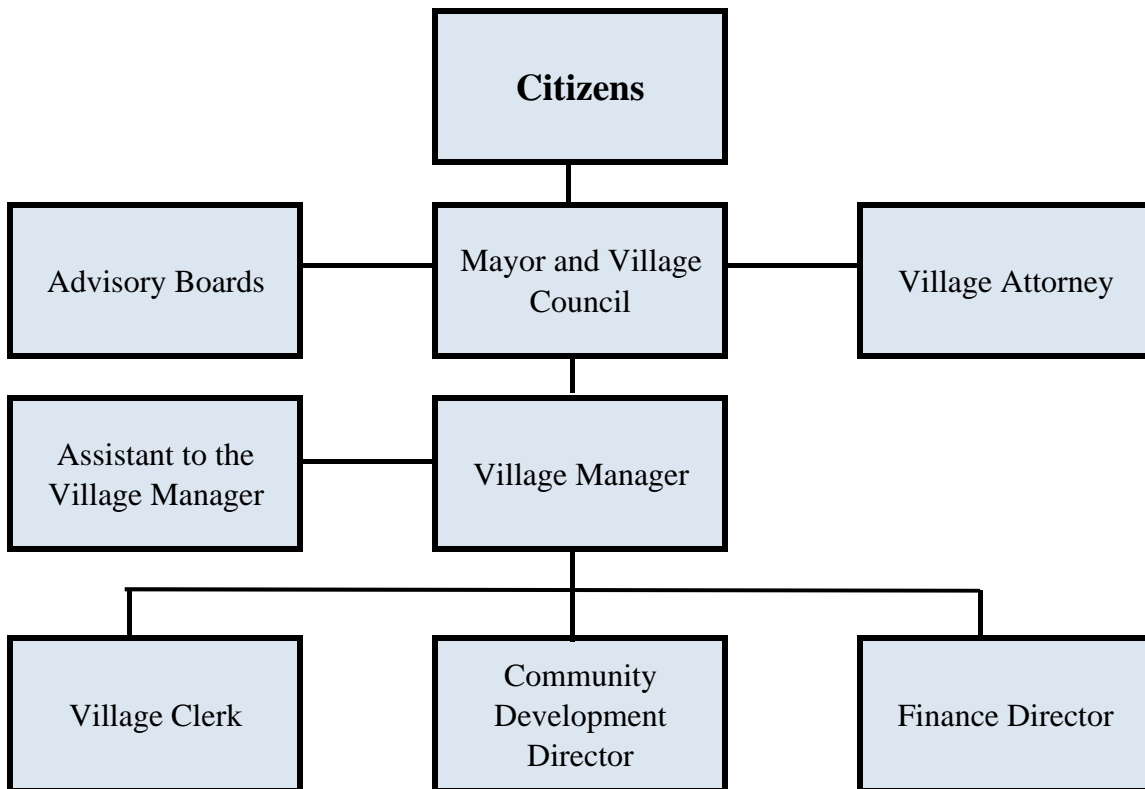 Citizens
Advisory Boards
Mayor and Village
Council
Village Attorney
Assistant to the
Village Manager
Village Manager
Village Clerk
Community
Development
Director
Finance Director